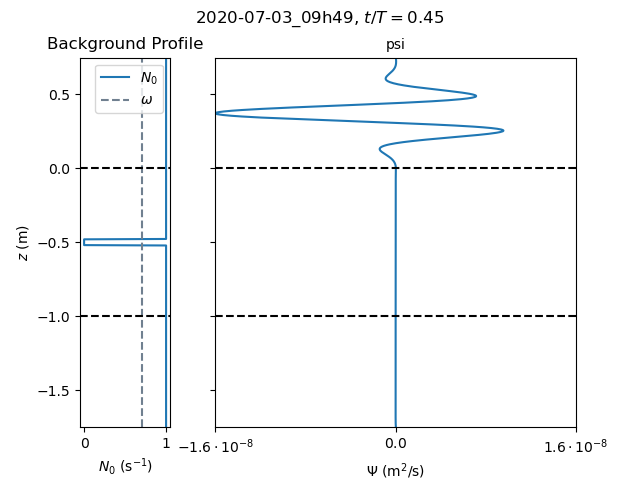 2020-07-03_09h49, t/T = 0.45
Background Profile
psi
N₀
ω
0.5
0.0
−0.5
−1.0
−1.5
z (m)
0
1
N₀ (s⁻¹)
−1.6 · 10⁻⁸
0.0
1.6 · 10⁻⁸
Ψ (m²/s)